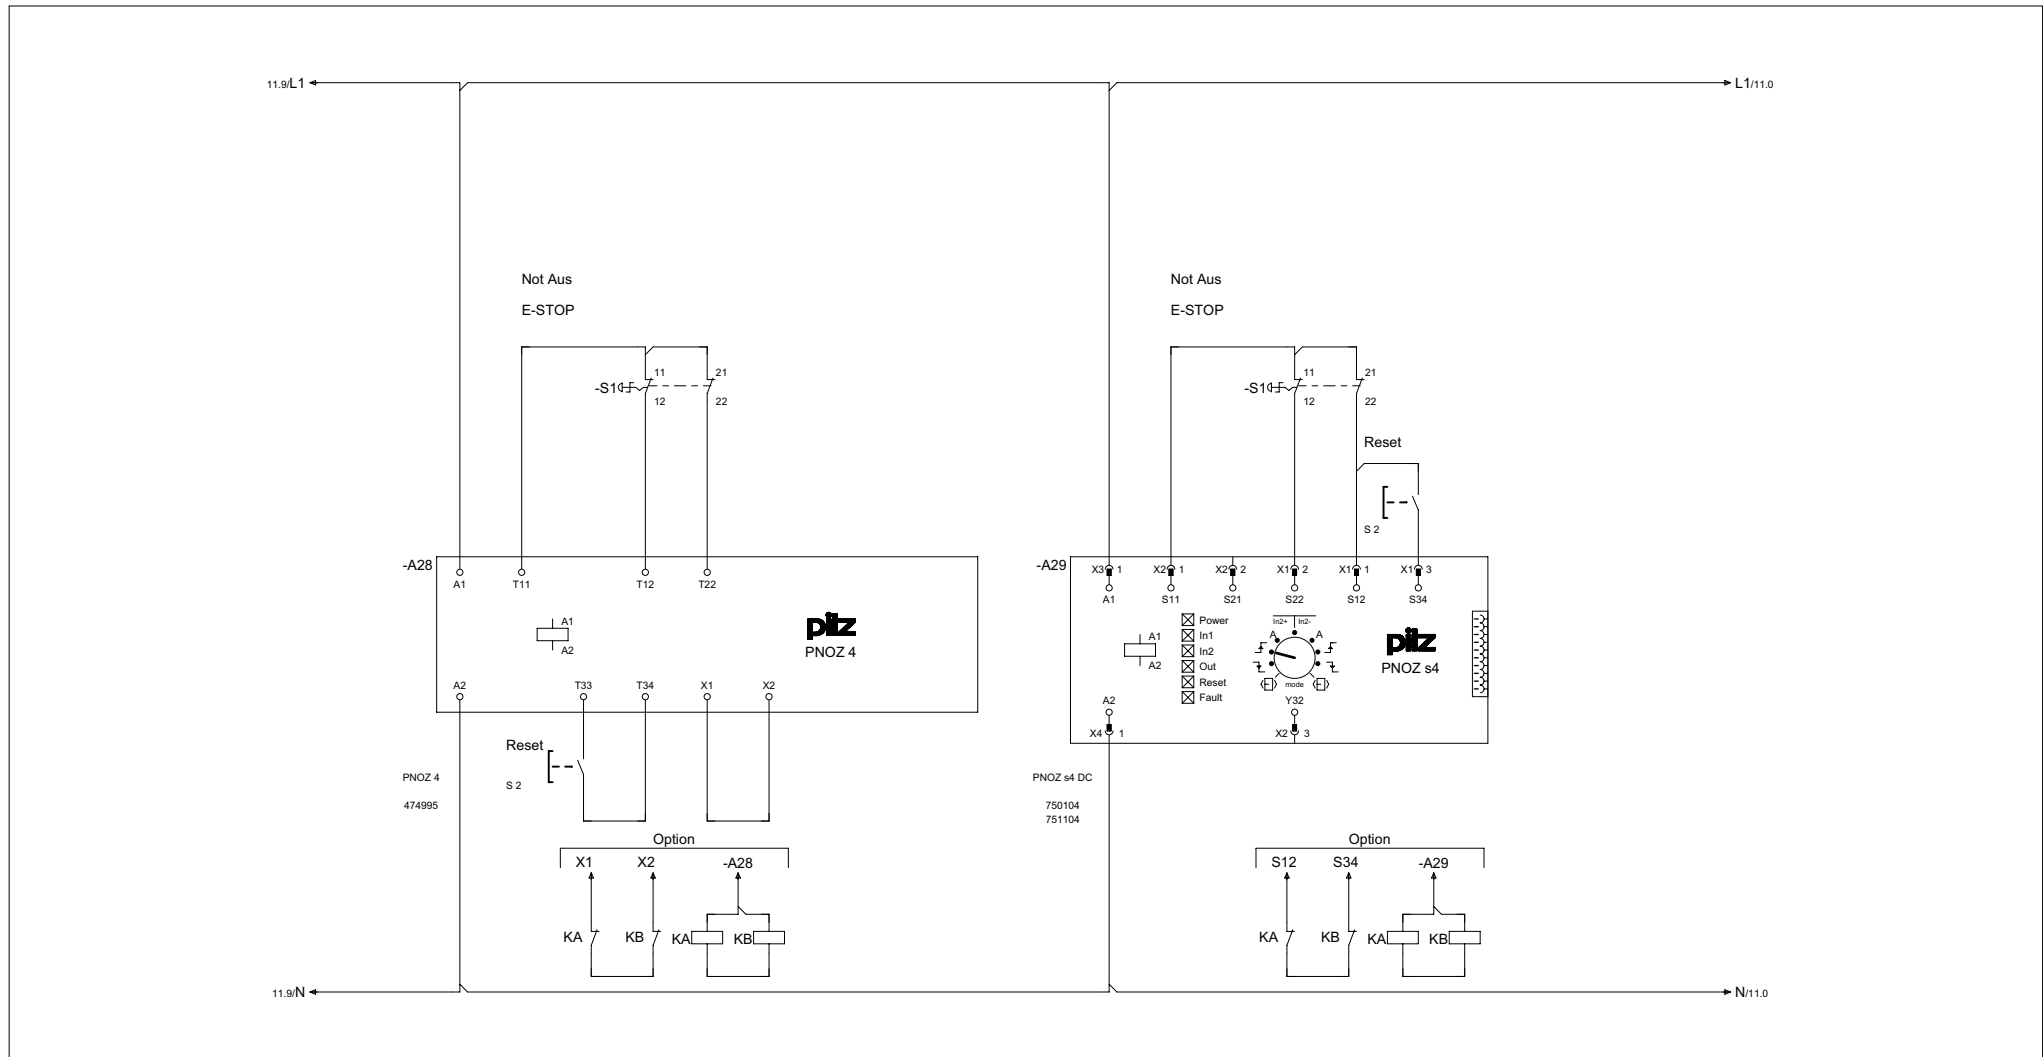 11.9/L1
L1/11.0
Not Aus
E-STOP
-S1
11
12
21
22
-A28
A1
T11
T12
T22
A1
A2
pilz
PNOZ 4
A2
T33
T34
X1
X2
Reset
S 2
PNOZ 4
474995
Option
X1
X2
-A28
KA
KB
KA
KB
Not Aus
E-STOP
-S1
11
12
21
22
Reset
S 2
-A29
X3 1
X2 1
X2 2
X1 2
X1 1
X1 3
A1
S11
S21
S22
S12
S34
A1
A2
Power
In1
In2
Out
Reset
Fault
In2+ In2-
A
A
mode
pilz
PNOZ s4
A2
Y32
X4 1
X2 3
PNOZ s4 DC
750104
751104
Option
S12
S34
-A29
KA
KB
KA
KB
11.9/N
N/11.0